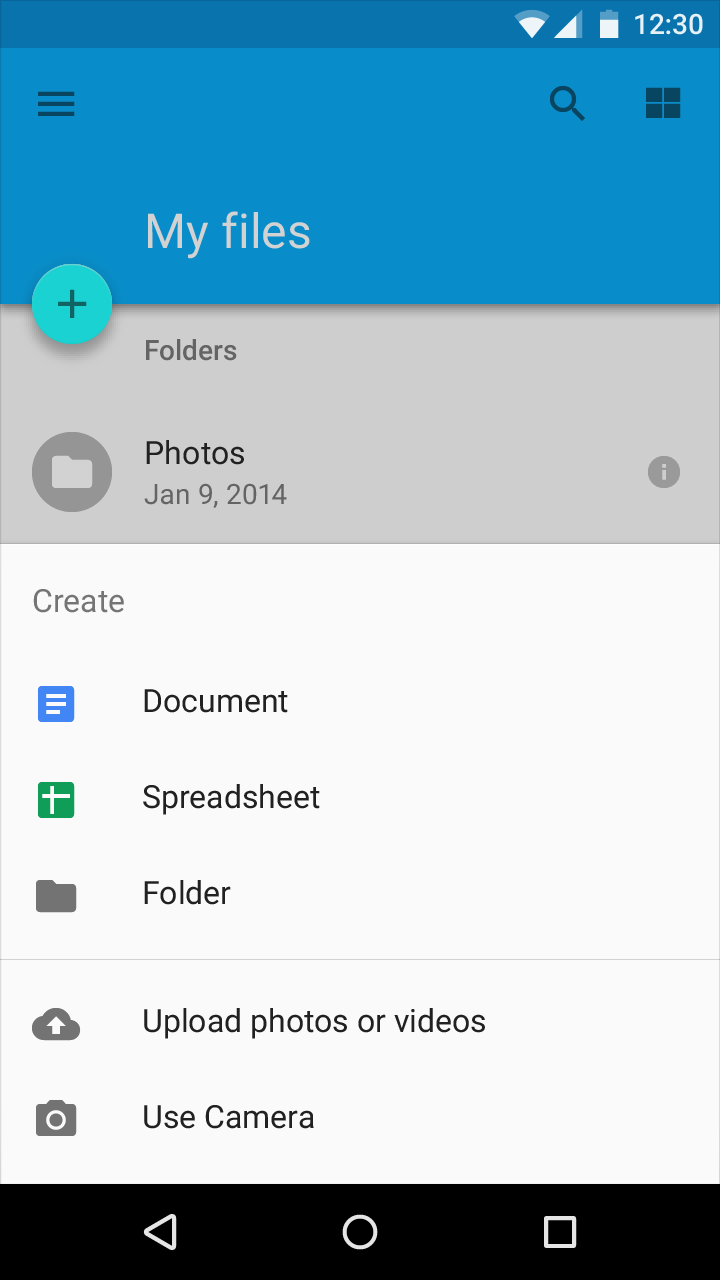 12:30
My files
Folders
Photos
Jan 9, 2014
Create
Document
Spreadsheet
Folder
Upload photos or videos
Use Camera